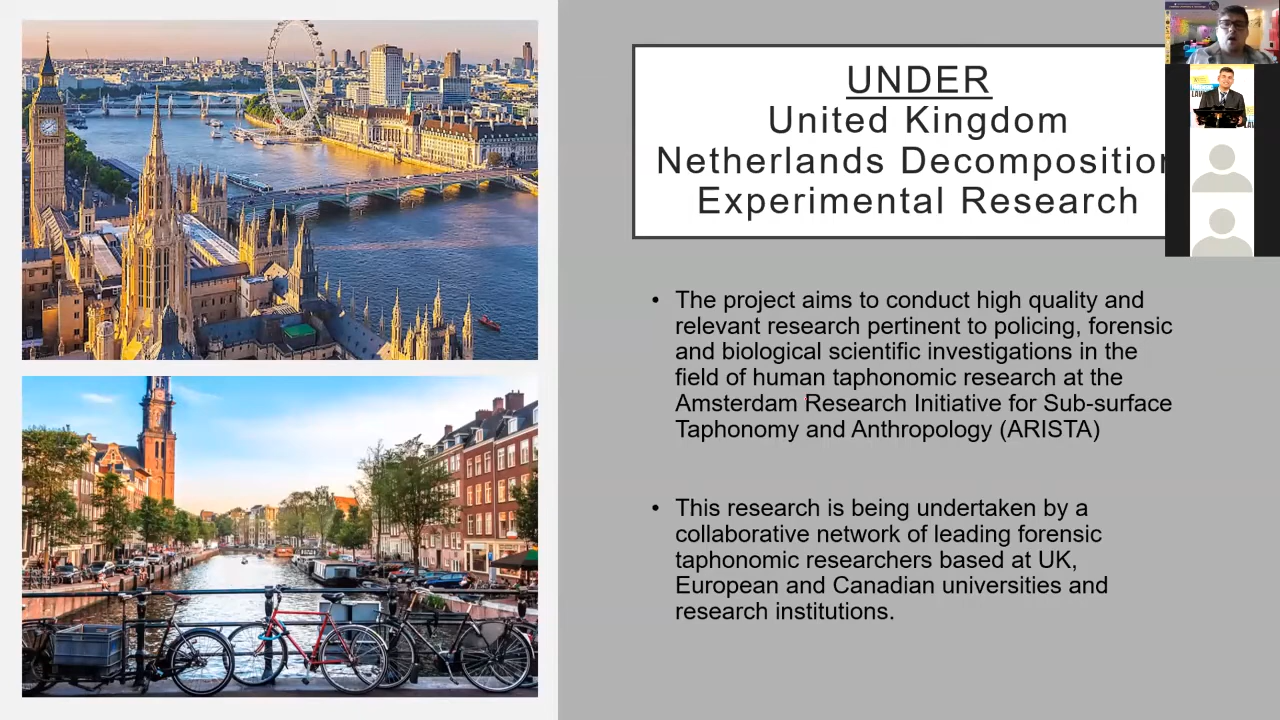 UNDER
United Kingdom
Netherlands Decomposition
Experimental Research
• The project aims to conduct high quality and
relevant research pertinent to policing, forensic
and biological scientific investigations in the
field of human taphonomic research at the
Amsterdam Research Initiative for Sub-surface
Taphonomy and Anthropology (ARISTA)
• This research is being undertaken by a
collaborative network of leading forensic
taphonomic researchers based at UK,
European and Canadian universities and
research institutions.